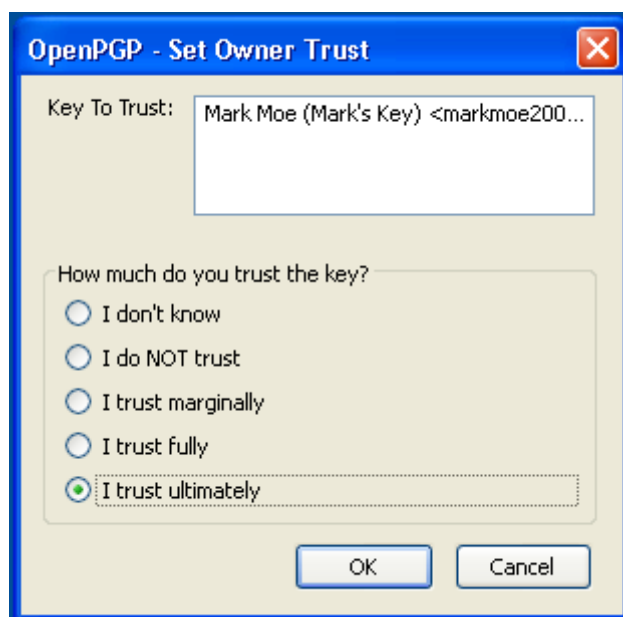 OpenPGP - Set Owner Trust
Key To Trust:
Mark Moe (Mark's Key) <markmoe200...
How much do you trust the key?
I don't know
I do NOT trust
I trust marginally
I trust fully
I trust ultimately
OK
Cancel